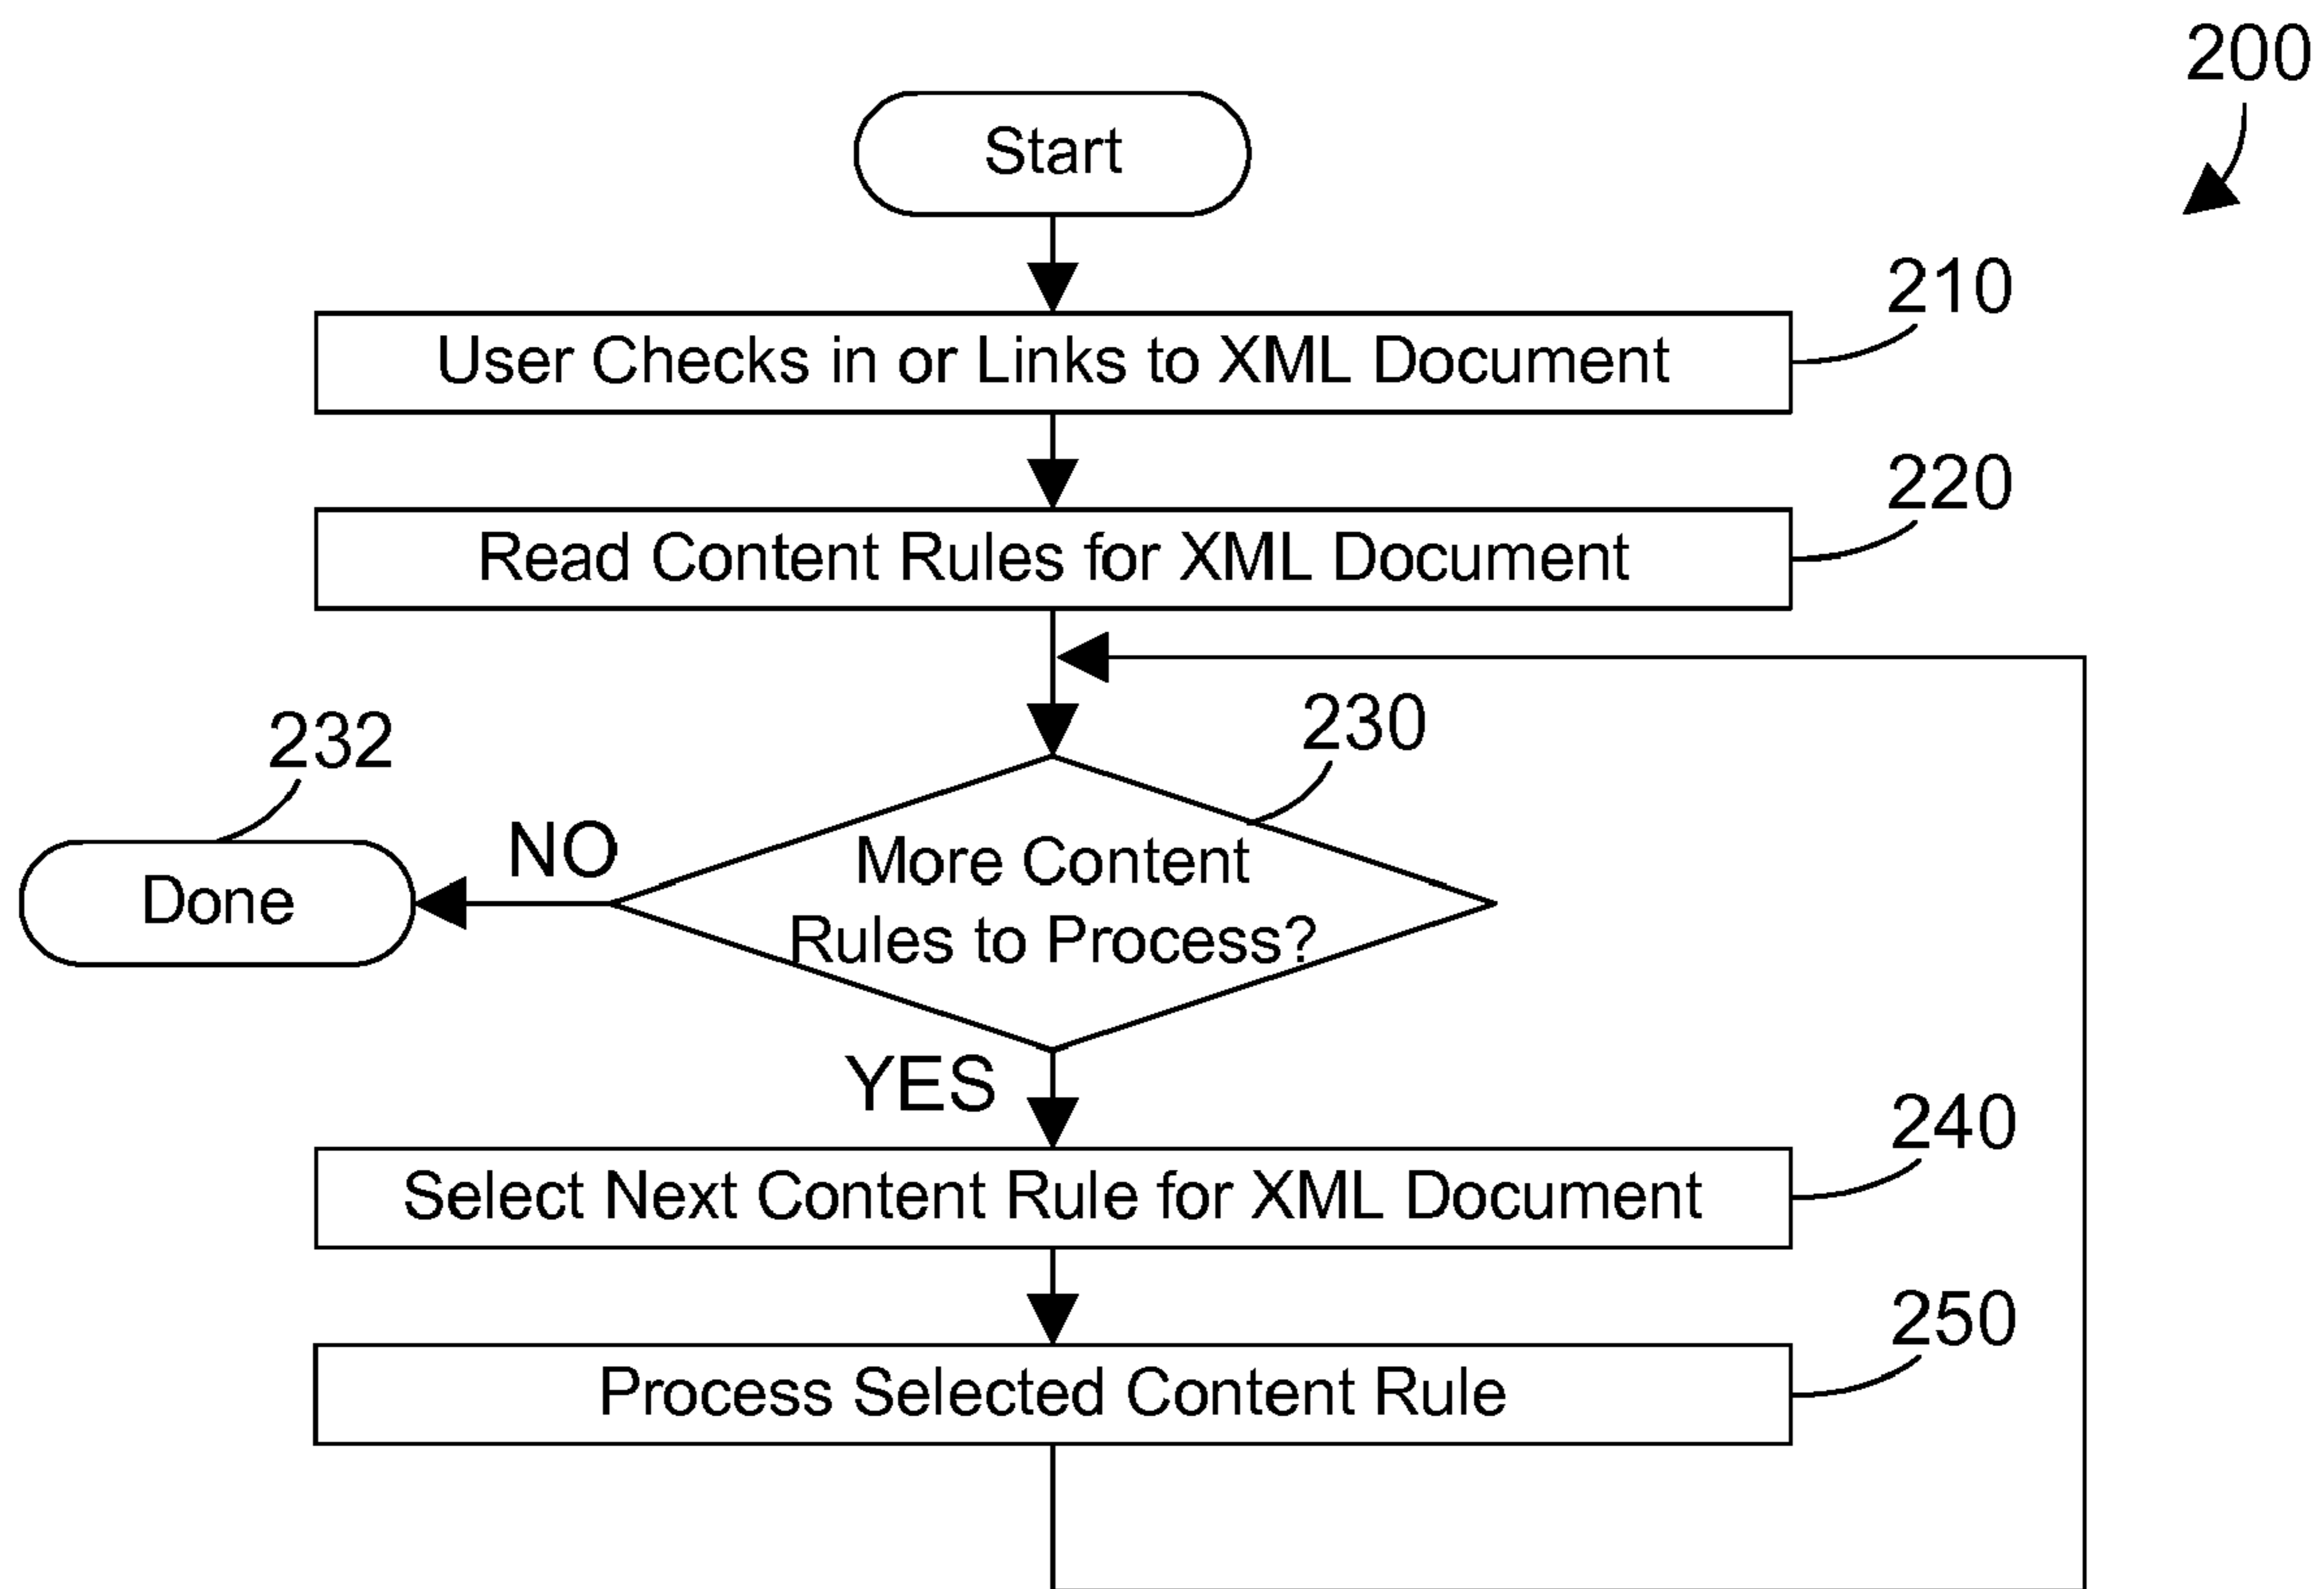 200
Start
210
User Checks in or Links to XML Document
220
Read Content Rules for XML Document
230
232
NO
More Content
Rules to Process?
Done
YES
240
Select Next Content Rule for XML Document
250
Process Selected Content Rule